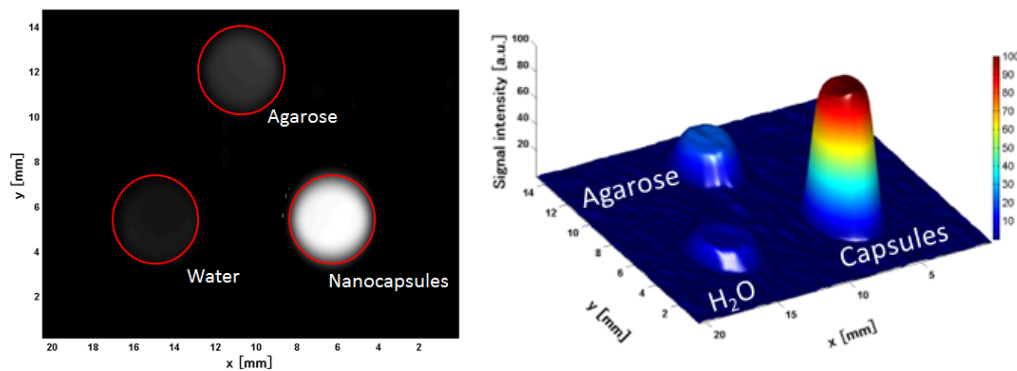 14
12
10
8
6
4
2
y [mm]
Agarose
Water
Nanocapsules
20 18 16 14 12 10 8 6 4 2
x [mm]
100
80
60
40
20
Signal intensity [a.u.]
14
12
10
8
6
4
2
y [mm]
20
15
10
5
x [mm]
Agarose
H₂O
Capsules
100
90
80
70
60
50
40
30
20
10